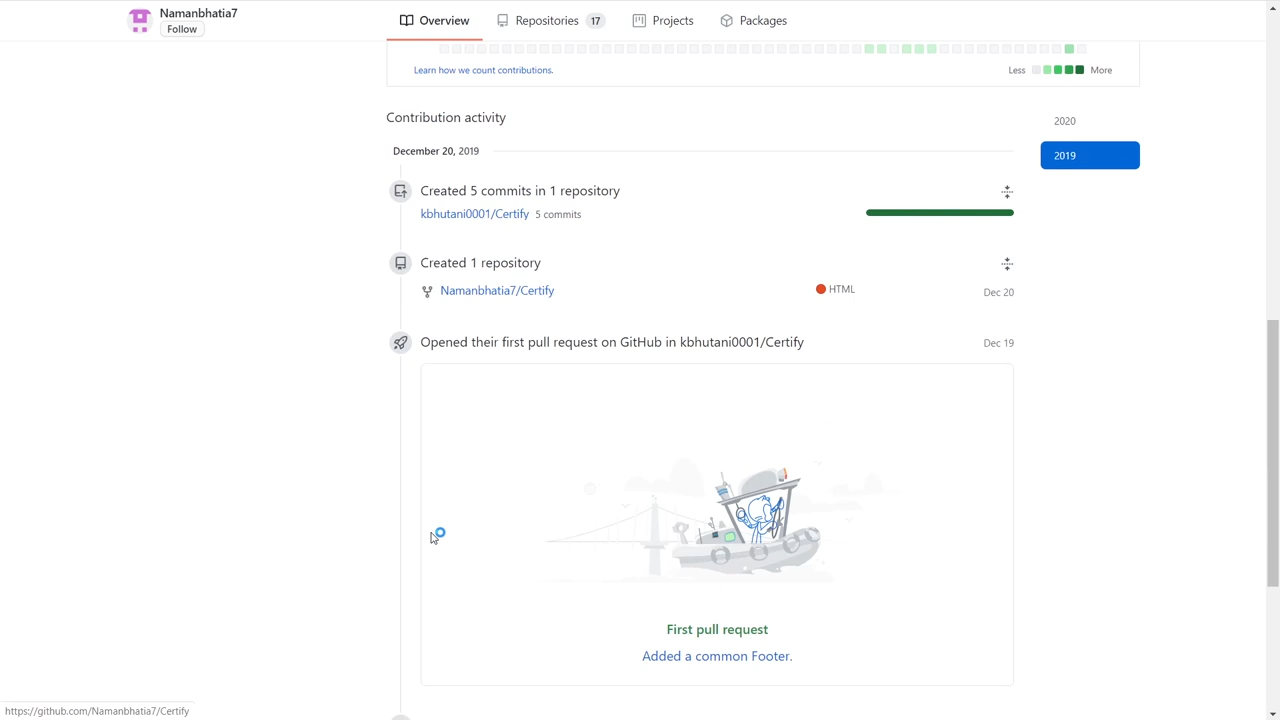 Namanbhatia7
Follow
Overview
Repositories 17
Projects
Packages
Learn how we count contributions.
Less
More
Contribution activity
2020
2019
December 20, 2019
Created 5 commits in 1 repository
kbhutani0001/Certify 5 commits
Created 1 repository
Namanbhatia7/Certify
HTML
Dec 20
Opened their first pull request on GitHub in kbhutani0001/Certify
Dec 19
First pull request
Added a common Footer.
https://github.com/Namanbhatia7/Certify